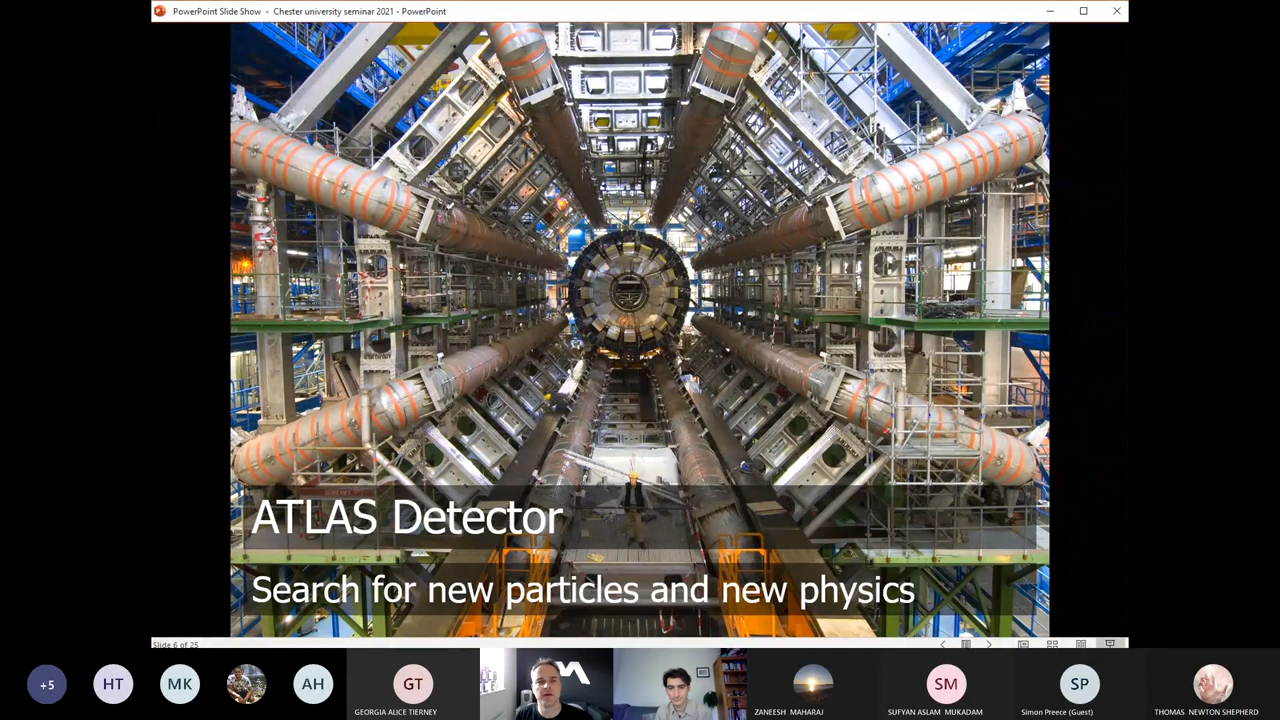 PowerPoint Slide Show - Chester university seminar 2021 - PowerPoint
ATLAS Detector
Search for new particles and new physics
Slide 6 of 25
+5
HT
MK
AH
GT
SM
SP
GEORGIA ALICE TIERNEY
ZANEESH MAHARAJ
SUFYAN ASLAM MUKADAM
Simon Preece (Guest)
THOMAS NEWTON SHEPHERD